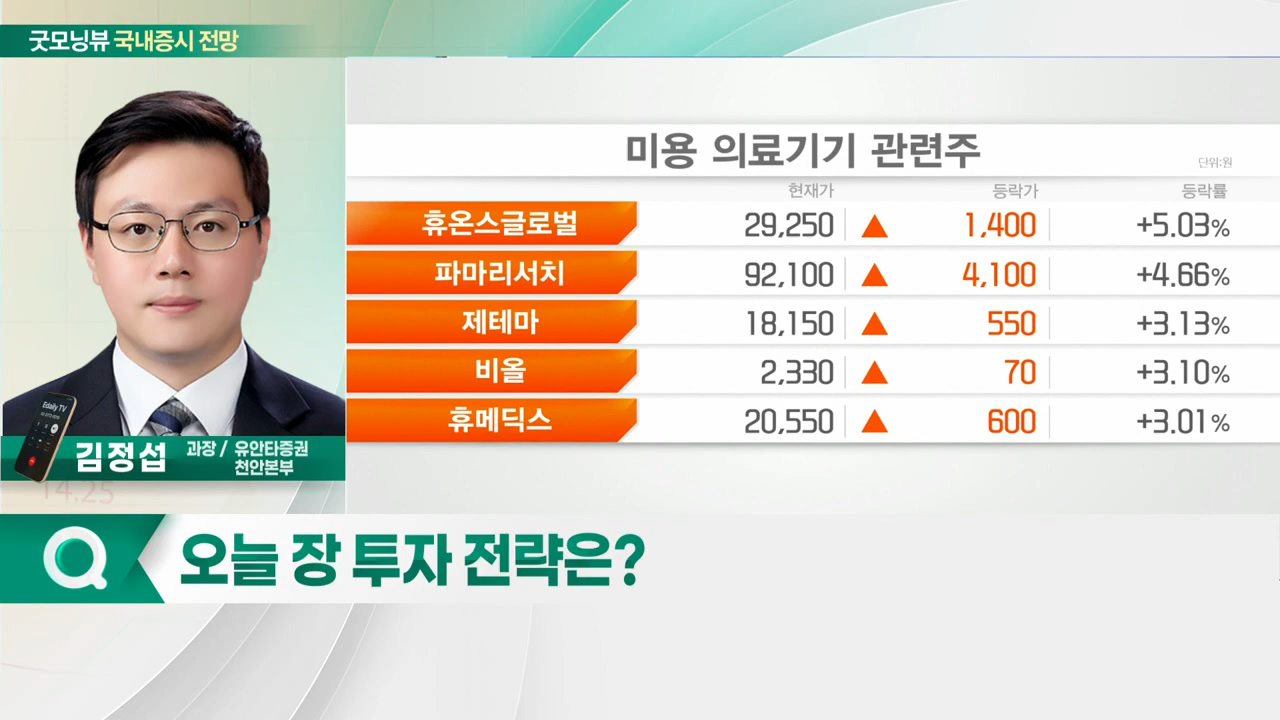 굿모닝뷰 국내증시 전망
미용 의료기기 관련주
단위:원
현재가 등락가 등락률
휴온스글로벌 29,250 ▲ 1,400 +5.03%
파마리서치 92,100 ▲ 4,100 +4.66%
제테마 18,150 ▲ 550 +3.13%
비올 2,330 ▲ 70 +3.10%
휴메딕스 20,550 ▲ 600 +3.01%
Edaily TV
김정섭 과장 / 유안타증권
천안본부
14.25
Q 오늘 장 투자 전략은?